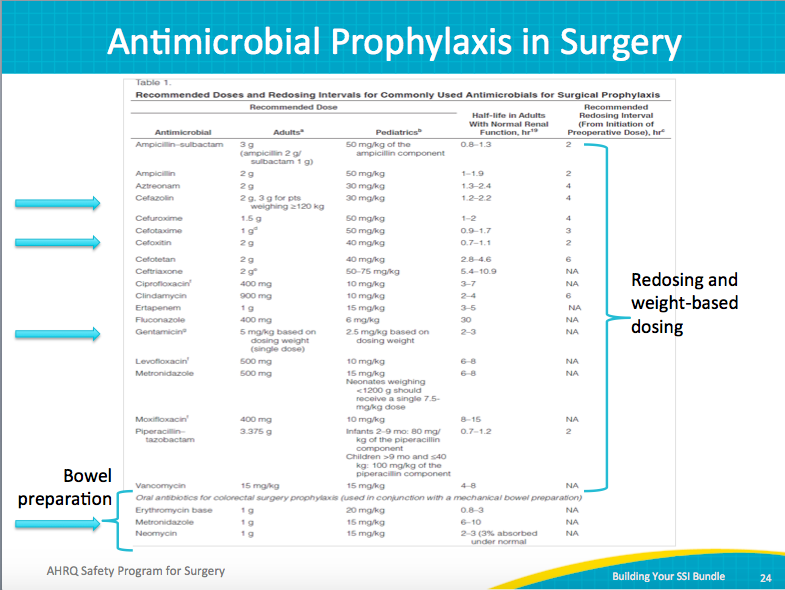 Antimicrobial Prophylaxis in Surgery
Table 1.
Recommended Doses and Redosing Intervals for Commonly Used Antimicrobials for Surgical Prophylaxis
Recommended Dose
Antimicrobial Adultsᵃ Pediatricsᵇ Half-life in Adults With Normal Renal Function, hr¹⁹ Recommended Redosing Interval (From Initiation of Preoperative Dose), hrᶜ
Ampicillin–sulbactam 3 g (ampicillin 2 g/ sulbactam 1 g) 50 mg/kg of the ampicillin component 0.8–1.3 2
Ampicillin 2 g 50 mg/kg 1–1.9 2
Aztreonam 2 g 30 mg/kg 1.3–2.4 4
Cefazolin 2 g, 3 g for pts weighing ≥120 kg 30 mg/kg 1.2–2.2 4
Cefuroxime 1.5 g 50 mg/kg 1–2 4
Cefotaxime 1 gᵈ 50 mg/kg 0.9–1.7 3
Cefoxitin 2 g 40 mg/kg 0.7–1.1 2
Cefotetan 2 g 40 mg/kg 2.8–4.6 6
Ceftriaxone 2 gᵉ 50–75 mg/kg 5.4–10.9 NA
Ciprofloxacinᶠ 400 mg 10 mg/kg 3–7 NA
Clindamycin 900 mg 10 mg/kg 2–4 6
Ertapenem 1 g 15 mg/kg 3–5 NA
Fluconazole 400 mg 6 mg/kg 30 NA
Gentamicinᵍ 5 mg/kg based on dosing weight (single dose) 2.5 mg/kg based on dosing weight 2–3 NA
Levofloxacinᶠ 500 mg 10 mg/kg 6–8 NA
Metronidazole 500 mg 15 mg/kg Neonates weighing <1200 g should receive a single 7.5-mg/kg dose 6–8 NA
Moxifloxacinᶠ 400 mg 10 mg/kg 8–15 NA
Piperacillin–tazobactam 3.375 g Infants 2–9 mo: 80 mg/kg of the piperacillin component Children >9 mo and ≤40 kg: 100 mg/kg of the piperacillin component 0.7–1.2 2
Vancomycin 15 mg/kg 15 mg/kg 4–8 NA
Oral antibiotics for colorectal surgery prophylaxis (used in conjunction with a mechanical bowel preparation)
Erythromycin base 1 g 20 mg/kg 0.8–3 NA
Metronidazole 1 g 15 mg/kg 6–10 NA
Neomycin 1 g 15 mg/kg 2–3 (3% absorbed under normal NA
Redosing and
weight-based
dosing
Bowel
preparation
AHRQ Safety Program for Surgery
Building Your SSI Bundle 24